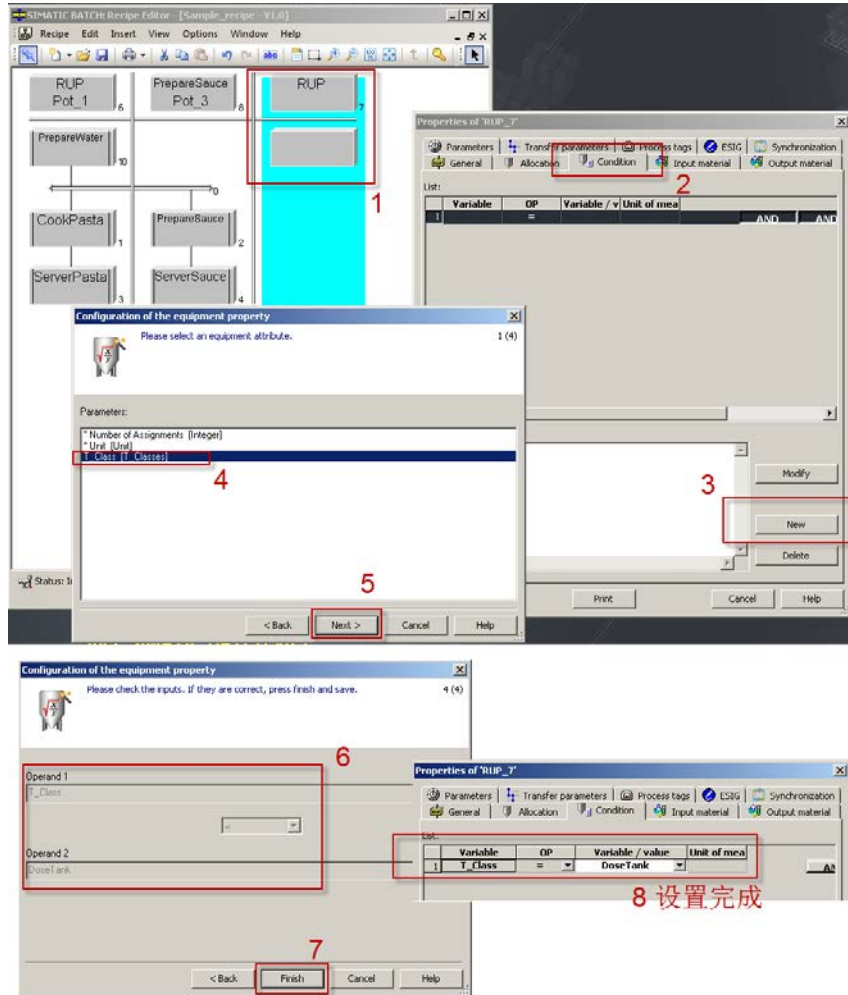 SIMATIC BATCH: Recipe Editor - [Sample_recipe - V1.0]
Recipe Edit Insert View Options Window Help
abc
RUP
Pot_1
6
PrepareSauce
Pot_3
8
RUP
7
PrepareWater
10
0
1
CookPasta
1
PrepareSauce
2
ServerPasta
3
ServerSauce
4
Properties of 'RUP_7'
Parameters Transfer parameters Process tags ESIG Synchronization
General Allocation Condition Input material Output material
2
List:
Variable OP Variable / v Unit of mea
1 = AND AND
Modify
3
New
Delete
Print Cancel Help
Configuration of the equipment property
Please select an equipment attribute. 1 (4)
Parameters:
* Number of Assignments [Integer]
* Unit [Unit]
T_Class [T_Classes]
4
5
< Back Next > Cancel Help
Configuration of the equipment property
Please check the inputs. If they are correct, press finish and save. 4 (4)
6
Operand 1
T_Class
=
Operand 2
DoseTank
7
< Back Finish Cancel Help
Properties of 'RUP_7'
Parameters Transfer parameters Process tags ESIG Synchronization
General Allocation Condition Input material Output material
List:
Variable OP Variable / value Unit of mea
1 T_Class = DoseTank
8 设置完成